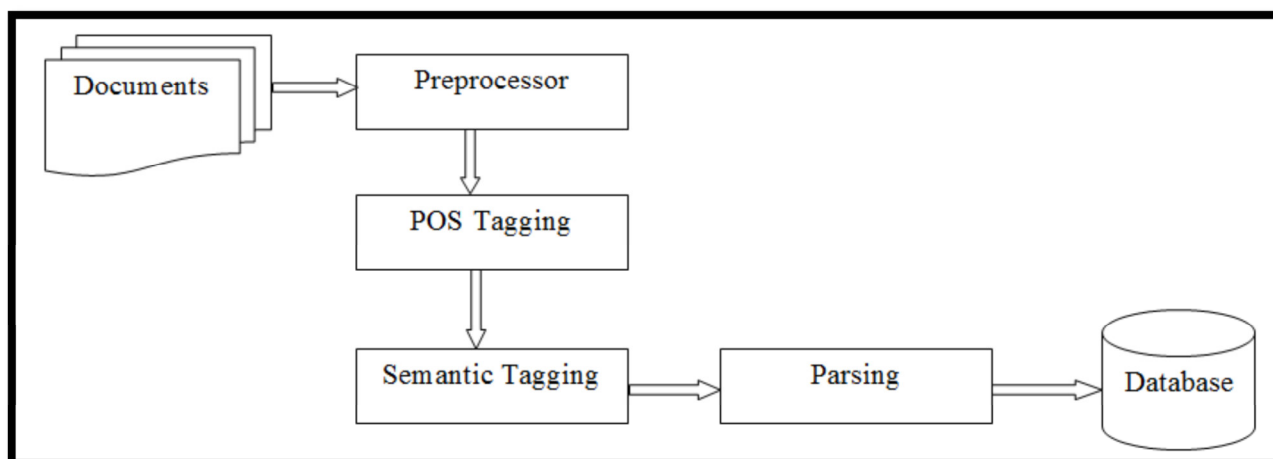 Documents
Preprocessor
POS Tagging
Semantic Tagging
Parsing
Database